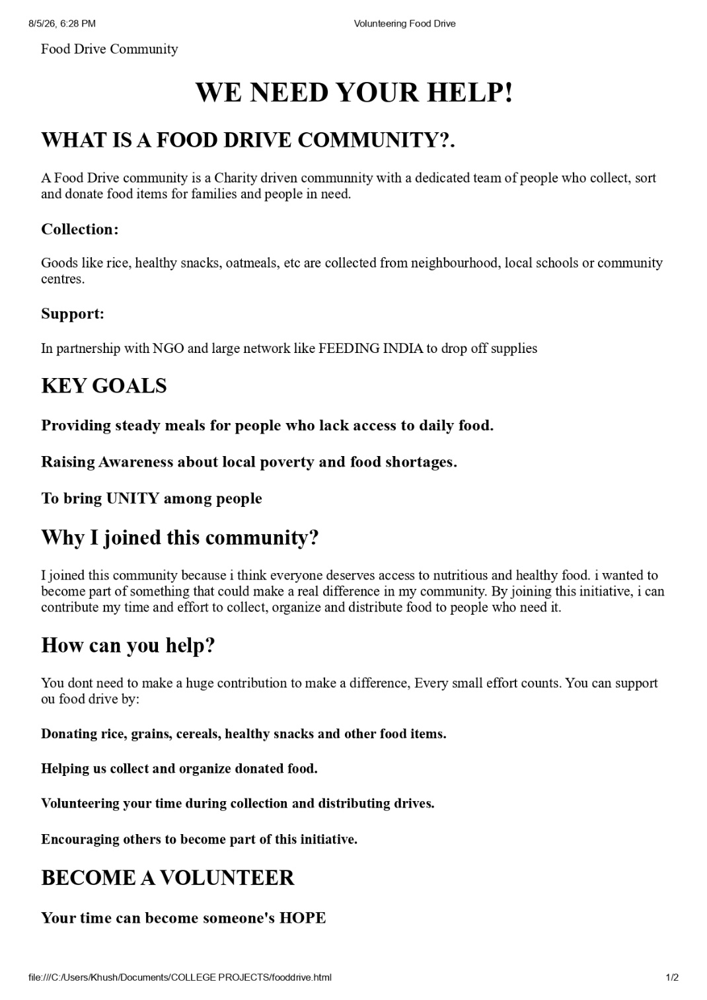 8/5/26, 6:28 PM Volunteering Food Drive
Food Drive Community
WE NEED YOUR HELP!
WHAT IS A FOOD DRIVE COMMUNITY?.
A Food Drive community is a Charity driven communnity with a dedicated team of people who collect, sort
and donate food items for families and people in need.
Collection:
Goods like rice, healthy snacks, oatmeals, etc are collected from neighbourhood, local schools or community
centres.
Support:
In partnership with NGO and large network like FEEDING INDIA to drop off supplies
KEY GOALS
Providing steady meals for people who lack access to daily food.
Raising Awareness about local poverty and food shortages.
To bring UNITY among people
Why I joined this community?
I joined this community because i think everyone deserves access to nutritious and healthy food. i wanted to
become part of something that could make a real difference in my community. By joining this initiative, i can
contribute my time and effort to collect, organize and distribute food to people who need it.
How can you help?
You dont need to make a huge contribution to make a difference, Every small effort counts. You can support
ou food drive by:
Donating rice, grains, cereals, healthy snacks and other food items.
Helping us collect and organize donated food.
Volunteering your time during collection and distributing drives.
Encouraging others to become part of this initiative.
BECOME A VOLUNTEER
Your time can become someone's HOPE
file:///C:/Users/Khush/Documents/COLLEGE PROJECTS/fooddrive.html 1/2